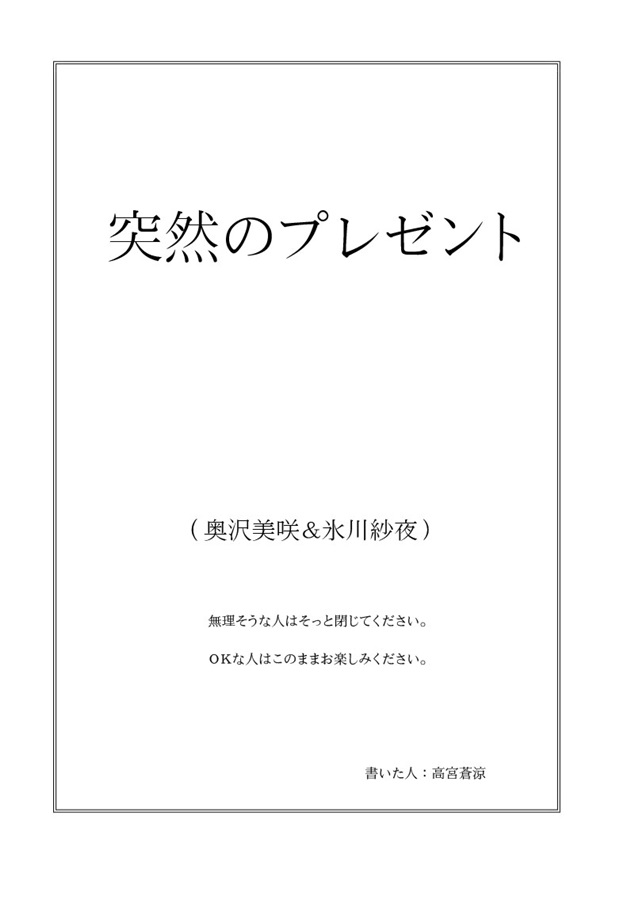 突然のプレゼント
（奥沢美咲＆氷川紗夜）
無理そうな人はそっと閉じてください。
OKな人はこのままお楽しみください。
書いた人：高宮蒼涼